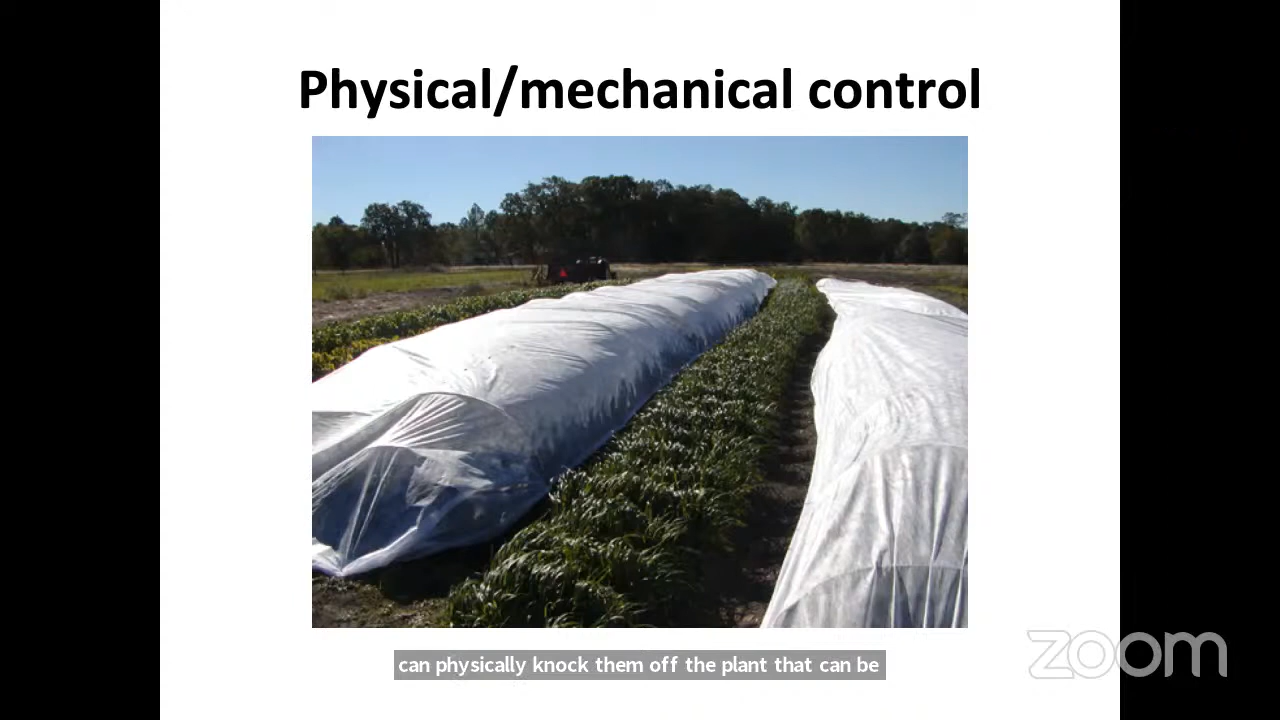 Physical/mechanical control
zoom
can physically knock them off the plant that can be